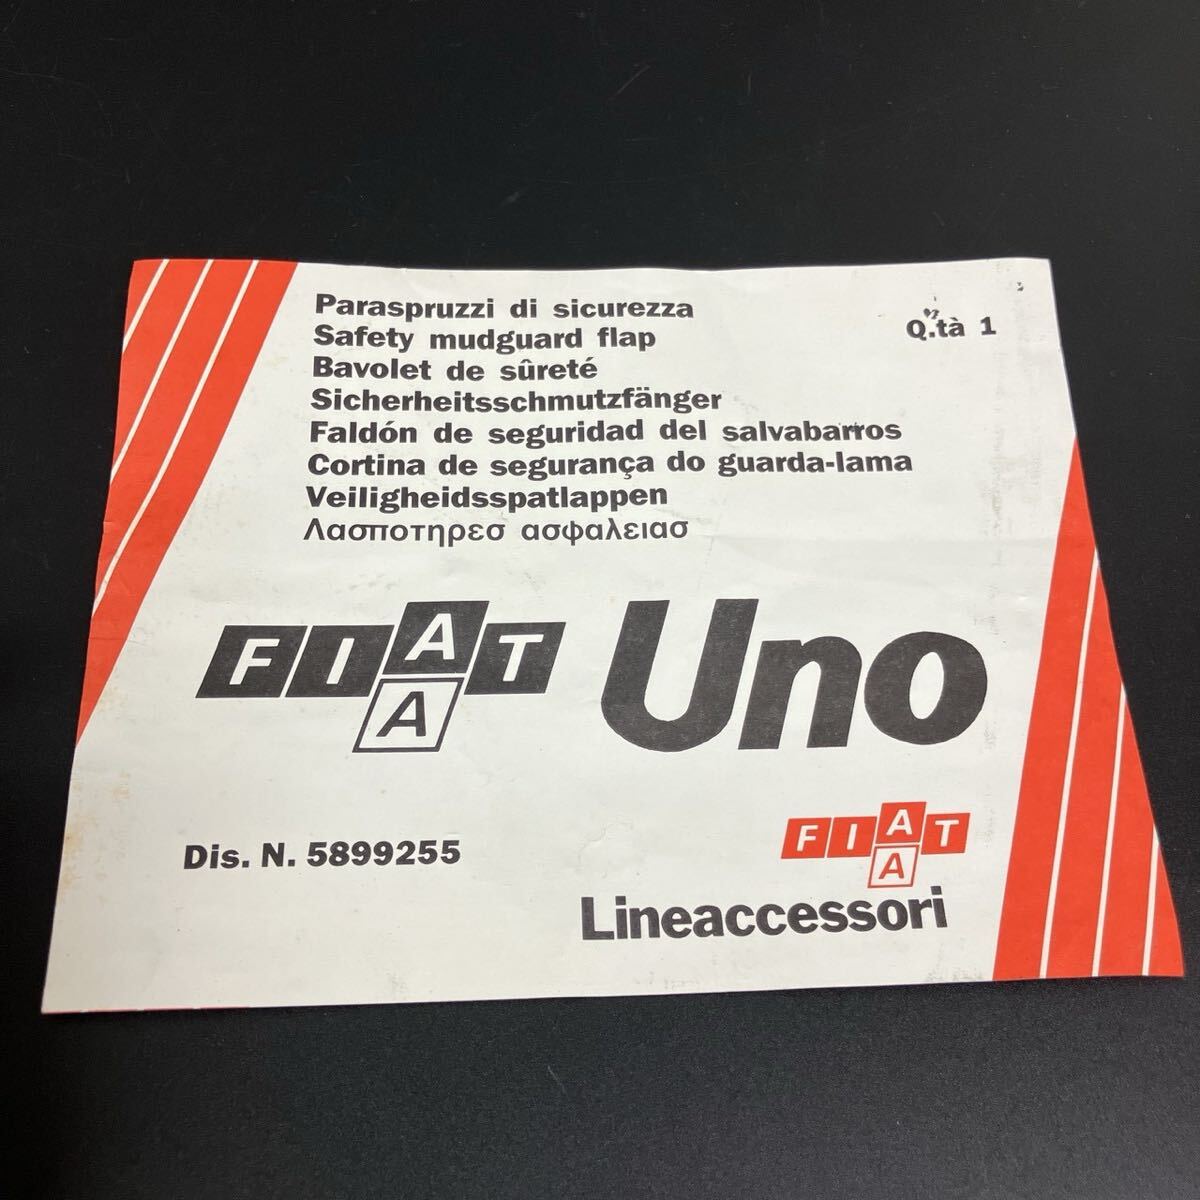 Paraspruzzi di sicurezza
Q.tà 1
Safety mudguard flap
Bavolet de sûreté
Sicherheitsschmutzfänger
Faldón de seguridad del salvabarros
Cortina de segurança do guarda-lama
Veiligheidsspatlappen
Λασποτηρεσ ασφαλειασ
FIAT Uno
A
Dis. N. 5899255
FIAT
A
Lineaccessori